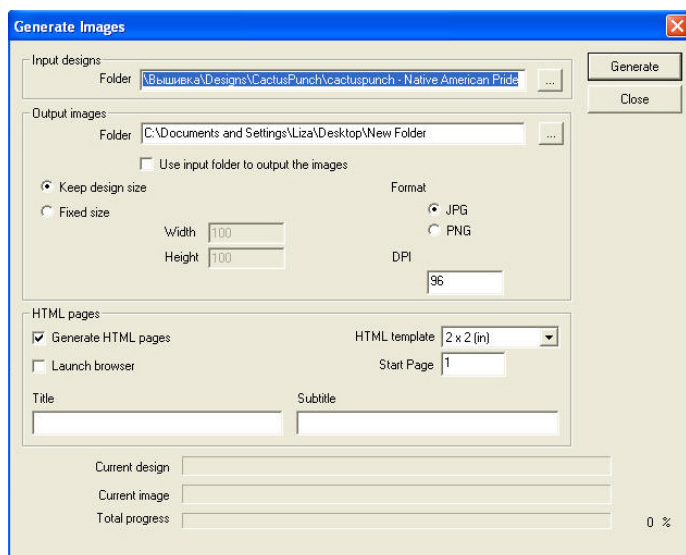 Generate Images
Input designs
Folder \Вышивка\Designs\CactusPunch\cactuspunch - Native American Pride ...
Generate
Close
Output images
Folder C:\Documents and Settings\Liza\Desktop\New Folder ...
Use input folder to output the images
Keep design size
Format
Fixed size
JPG
Width 100
PNG
Height 100
DPI
96
HTML pages
Generate HTML pages
HTML template 2 x 2 (in)
Launch browser
Start Page 1
Title
Subtitle
Current design
Current image
Total progress
0 %